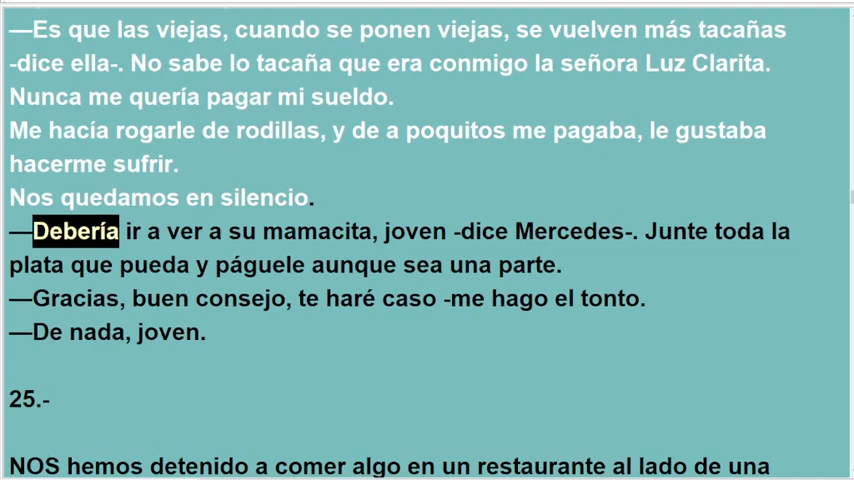 —Es que las viejas, cuando se ponen viejas, se vuelven más tacañas
-dice ella-. No sabe lo tacaña que era conmigo la señora Luz Clarita.
Nunca me quería pagar mi sueldo.
Me hacía rogarle de rodillas, y de a poquitos me pagaba, le gustaba
hacerme sufrir.
Nos quedamos en silencio.
—Debería ir a ver a su mamacita, joven -dice Mercedes-. Junte toda la
plata que pueda y páguele aunque sea una parte.
—Gracias, buen consejo, te haré caso -me hago el tonto.
—De nada, joven.
25.-
NOS hemos detenido a comer algo en un restaurante al lado de una